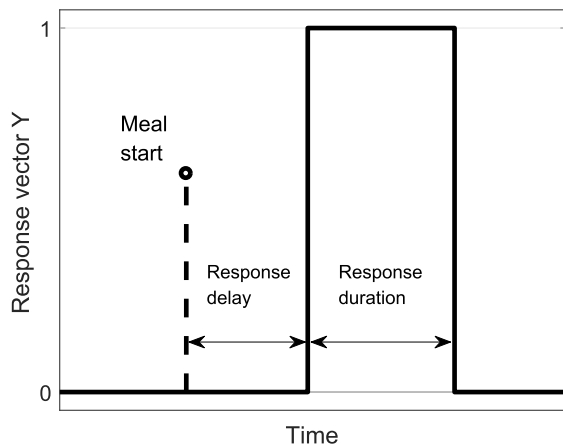 1
Meal
start
Response vector Y
Response
delay
Response
duration
0
Time